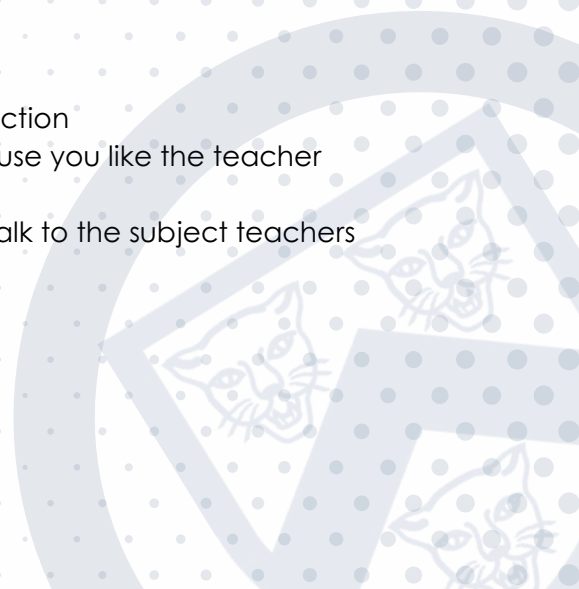 ction
use you like the teacher
alk to the subject teachers